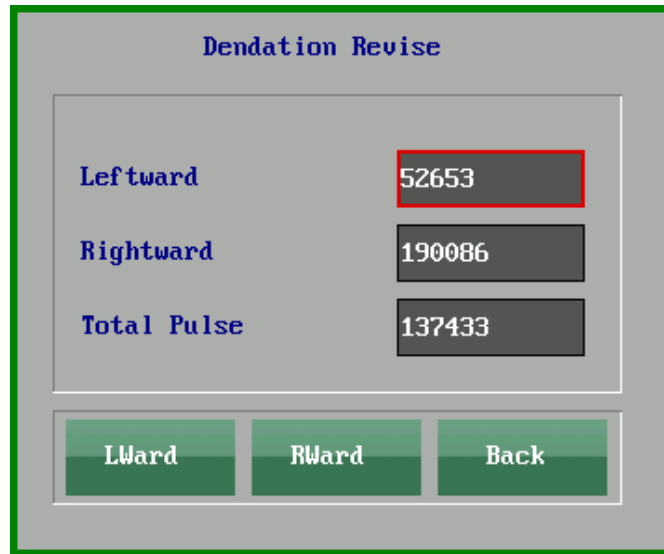 Dendation Revise
Leftward 52653
Rightward 190086
Total Pulse 137433
LWard RWard Back